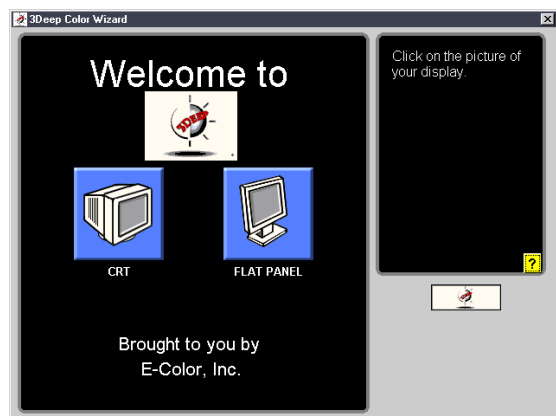 3Deep Color Wizard
Welcome to
3DEEP
CRT
FLAT PANEL
Brought to you by
E-Color, Inc.
Click on the picture of
your display.
?